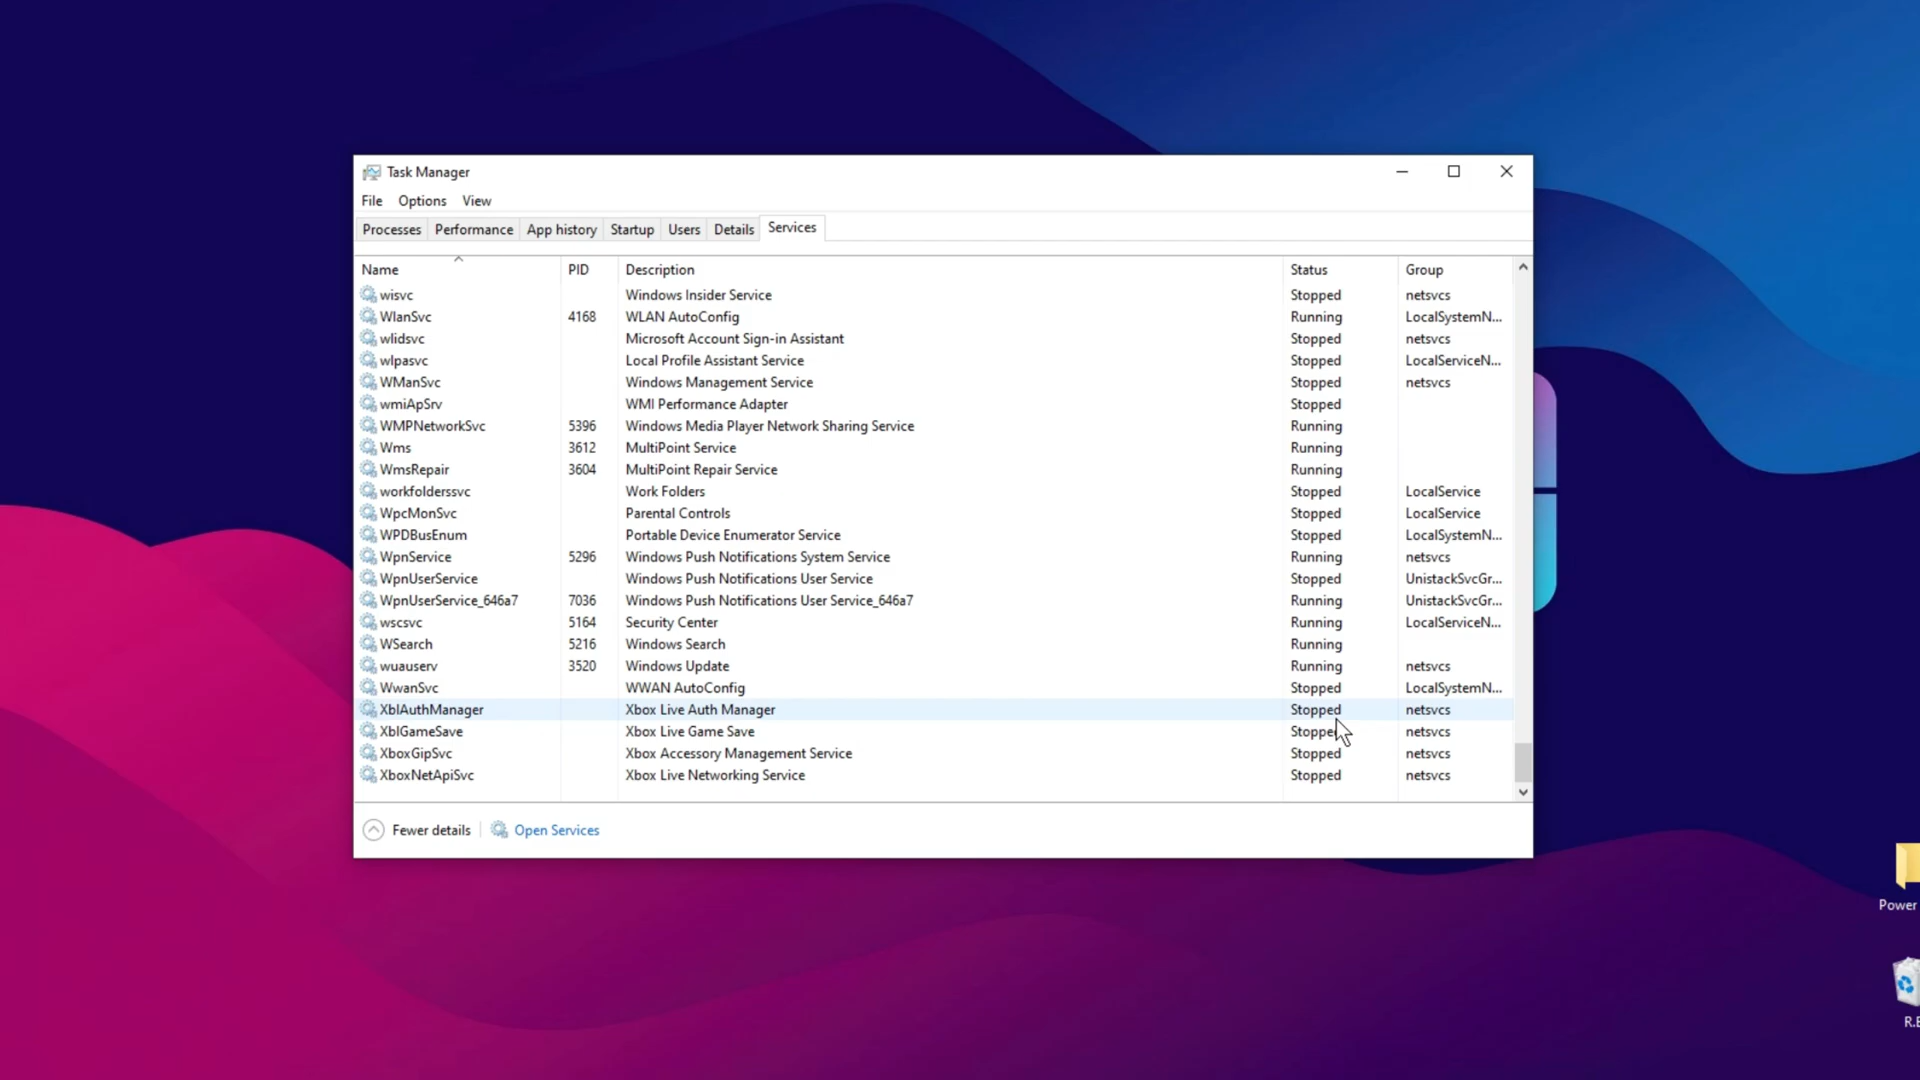 Task Manager
File Options View
Processes Performance App history Startup Users Details Services
Name PID Description Status Group
wisvc Windows Insider Service Stopped netsvcs
WlanSvc 4168 WLAN AutoConfig Running LocalSystemN...
wlidsvc Microsoft Account Sign-in Assistant Stopped netsvcs
wlpasvc Local Profile Assistant Service Stopped LocalServiceN...
WManSvc Windows Management Service Stopped netsvcs
wmiApSrv WMI Performance Adapter Stopped
WMPNetworkSvc 5396 Windows Media Player Network Sharing Service Running
Wms 3612 MultiPoint Service Running
WmsRepair 3604 MultiPoint Repair Service Running
workfolderssvc Work Folders Stopped LocalService
WpcMonSvc Parental Controls Stopped LocalService
WPDBusEnum Portable Device Enumerator Service Stopped LocalSystemN...
WpnService 5296 Windows Push Notifications System Service Running netsvcs
WpnUserService Windows Push Notifications User Service Stopped UnistackSvcGr...
WpnUserService_646a7 7036 Windows Push Notifications User Service_646a7 Running UnistackSvcGr...
wscsvc 5164 Security Center Running LocalServiceN...
WSearch 5216 Windows Search Running
wuauserv 3520 Windows Update Running netsvcs
WwanSvc WWAN AutoConfig Stopped LocalSystemN...
XblAuthManager Xbox Live Auth Manager Stopped netsvcs
XblGameSave Xbox Live Game Save Stopped netsvcs
XboxGipSvc Xbox Accessory Management Service Stopped netsvcs
XboxNetApiSvc Xbox Live Networking Service Stopped netsvcs
Fewer details Open Services
Power